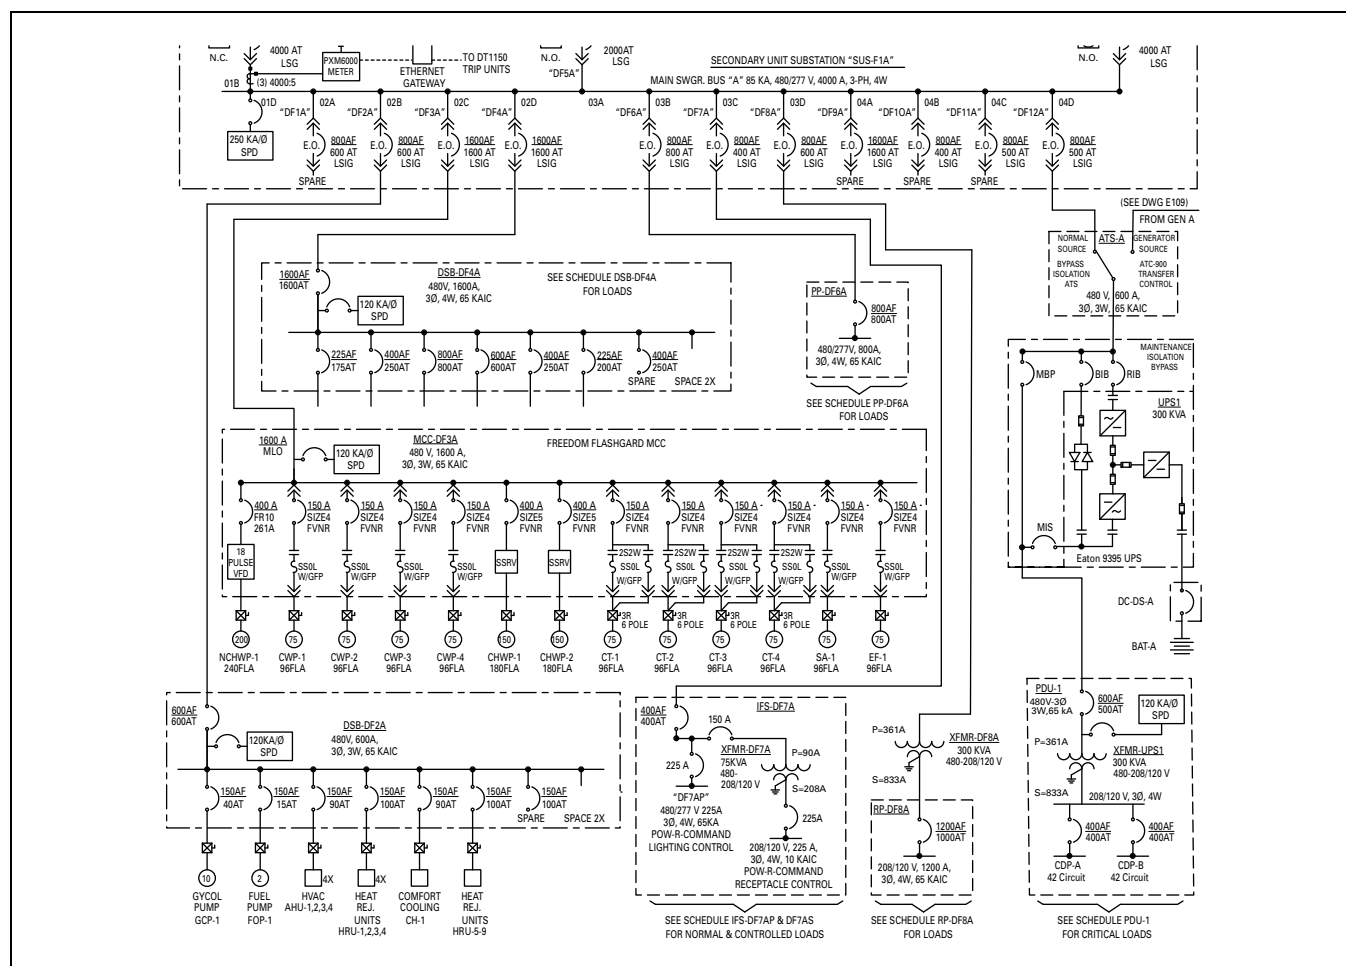 N.C.
4000 AT
LSG
PXM6000
METER
ETHERNET
GATEWAY
TO DT1150
TRIP UNITS
N.O.
2000AT
LSG
"DF5A"
SECONDARY UNIT SUBSTATION "SUS-F1A"
N.O.
4000 AT
LSG
01B
(3) 4000:5
MAIN SWGR. BUS "A" 85 KA, 480/277 V, 4000 A, 3-PH, 4W
01D
250 KA/Ø
SPD
02A
02B
02C
02D
03A
03B
03C
03D
04A
04B
04C
04D
"DF1A"
"DF2A"
"DF3A"
"DF4A"
"DF6A"
"DF7A"
"DF8A"
"DF9A"
"DF10A"
"DF11A"
"DF12A"
E.O.
800AF
600 AT
LSIG
SPARE
E.O.
800AF
600 AT
LSIG
E.O.
1600AF
1600 AT
LSIG
E.O.
1600AF
1600 AT
LSIG
E.O.
800AF
800 AT
LSIG
E.O.
800AF
400 AT
LSIG
E.O.
800AF
600 AT
LSIG
E.O.
1600AF
1600 AT
LSIG
SPARE
E.O.
800AF
400 AT
LSIG
SPARE
E.O.
800AF
500 AT
LSIG
SPARE
E.O.
800AF
500 AT
LSIG
(SEE DWG E109)
FROM GEN A
NORMAL
SOURCE
ATS-A
GENERATOR
SOURCE
BYPASS
ISOLATION
ATS
ATC-900
TRANSFER
CONTROL
480 V, 600 A,
3Ø, 3W, 65 KAIC
1600AF
1600AT
DSB-DF4A
480V, 1600A,
3Ø, 4W, 65 KAIC
SEE SCHEDULE DSB-DF4A
FOR LOADS
120 KA/Ø
SPD
225AF
175AT
400AF
250AT
800AF
800AT
600AF
600AT
400AF
250AT
225AF
200AT
400AF
250AT
SPARE
SPACE 2X
PP-DF6A
800AF
800AT
480/277V, 800A,
3Ø, 4W, 65 KAIC
SEE SCHEDULE PP-DF6A
FOR LOADS
MAINTENANCE
ISOLATION
BYPASS
MBP
BIB
RIB
UPS1
300 KVA
MIS
Eaton 9395 UPS
DC-DS-A
BAT-A
1600 A
MLO
MCC-DF3A
480 V, 1600 A,
3Ø, 3W, 65 KAIC
FREEDOM FLASHGARD MCC
120 KA/Ø
SPD
400 A
FR10
261A
150 A
SIZE4
FVNR
150 A
SIZE4
FVNR
150 A
SIZE4
FVNR
150 A
SIZE4
FVNR
400 A
SIZE5
FVNR
400 A
SIZE5
FVNR
150 A
SIZE4
FVNR
150 A
SIZE4
FVNR
150 A
SIZE4
FVNR
150 A
SIZE4
FVNR
150 A
SIZE4
FVNR
150 A
SIZE4
FVNR
18
PULSE
VFD
SS0L
W/GFP
SS0L
W/GFP
SS0L
W/GFP
SS0L
W/GFP
SSRV
SSRV
2S2W
SS0L
W/GFP
2S2W
SS0L
W/GFP
2S2W
SS0L
W/GFP
2S2W
SS0L
W/GFP
SS0L
W/GFP
SS0L
W/GFP
3R
6 POLE
3R
6 POLE
3R
6 POLE
3R
6 POLE
200
75
75
75
75
150
150
75
75
75
75
75
75
NCHWP-1
240FLA
CWP-1
96FLA
CWP-2
96FLA
CWP-3
96FLA
CWP-4
96FLA
CHWP-1
180FLA
CHWP-2
180FLA
CT-1
96FLA
CT-2
96FLA
CT-3
96FLA
CT-4
96FLA
SA-1
96FLA
EF-1
96FLA
600AF
600AT
DSB-DF2A
480V, 600A,
3Ø, 3W, 65 KAIC
120KA/Ø
SPD
150AF
40AT
150AF
15AT
150AF
90AT
150AF
100AT
150AF
90AT
150AF
100AT
150AF
100AT
SPARE
SPACE 2X
10
2
4X
4X
GYCOL
PUMP
GCP-1
FUEL
PUMP
FOP-1
HVAC
AHU-1,2,3,4
HEAT
REJ.
UNITS
HRU-1,2,3,4
COMFORT
COOLING
CH-1
HEAT
REJ.
UNITS
HRU-5-9
400AF
400AT
IFS-DF7A
150 A
XFMR-DF7A
75KVA
480-
208/120 V
P=90A
S=208A
225 A
225A
"DF7AP"
480/277 V 225A
3Ø, 4W, 65KA
POW-R-COMMAND
LIGHTING CONTROL
208/120 V, 225 A,
3Ø, 4W, 10 KAIC
POW-R-COMMAND
RECEPTACLE CONTROL
SEE SCHEDULE IFS-DF7AP & DF7AS
FOR NORMAL & CONTROLLED LOADS
P=361A
XFMR-DF8A
300 KVA
480-208/120 V
S=833A
RP-DF8A
1200AF
1000AT
208/120 V, 1200 A,
3Ø, 4W, 65 KAIC
SEE SCHEDULE RP-DF8A
FOR LOADS
PDU-1
480V-3Ø
3W,65 kA
600AF
500AT
120 KA/Ø
SPD
P=361A
XFMR-UPS1
300 KVA
480-208/120 V
S=833A
208/120 V, 3Ø, 4W
400AF
400AT
400AF
400AT
CDP-A
42 Circuit
CDP-B
42 Circuit
SEE SCHEDULE PDU-1
FOR CRITICAL LOADS